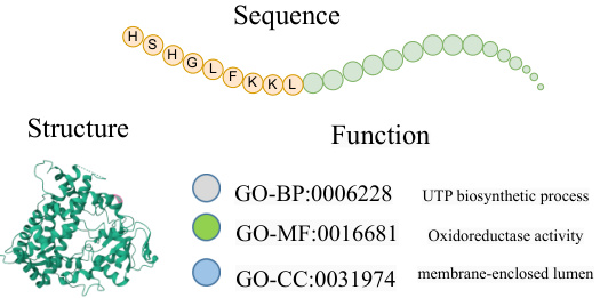 Sequence
H S H G L F K K L
Structure
Function
GO-BP:0006228 UTP biosynthetic process
GO-MF:0016681 Oxidoreductase activity
GO-CC:0031974 membrane-enclosed lumen